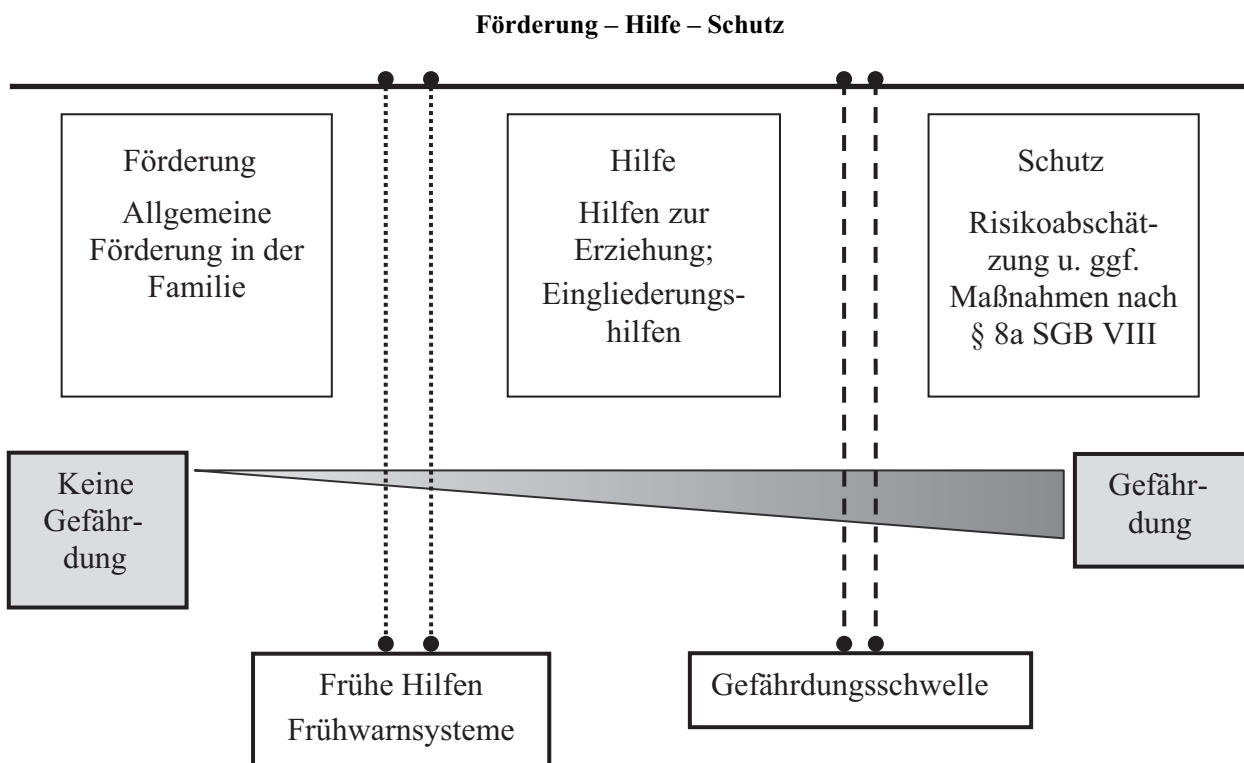 Förderung – Hilfe – Schutz
Förderung
Allgemeine
Förderung in der
Familie
Hilfe
Hilfen zur
Erziehung;
Eingliederungs-
hilfen
Schutz
Risikoabschät-
zung u. ggf.
Maßnahmen nach
§ 8a SGB VIII
Keine
Gefähr-
dung
Gefähr-
dung
Frühe Hilfen
Frühwarnsysteme
Gefährdungsschwelle